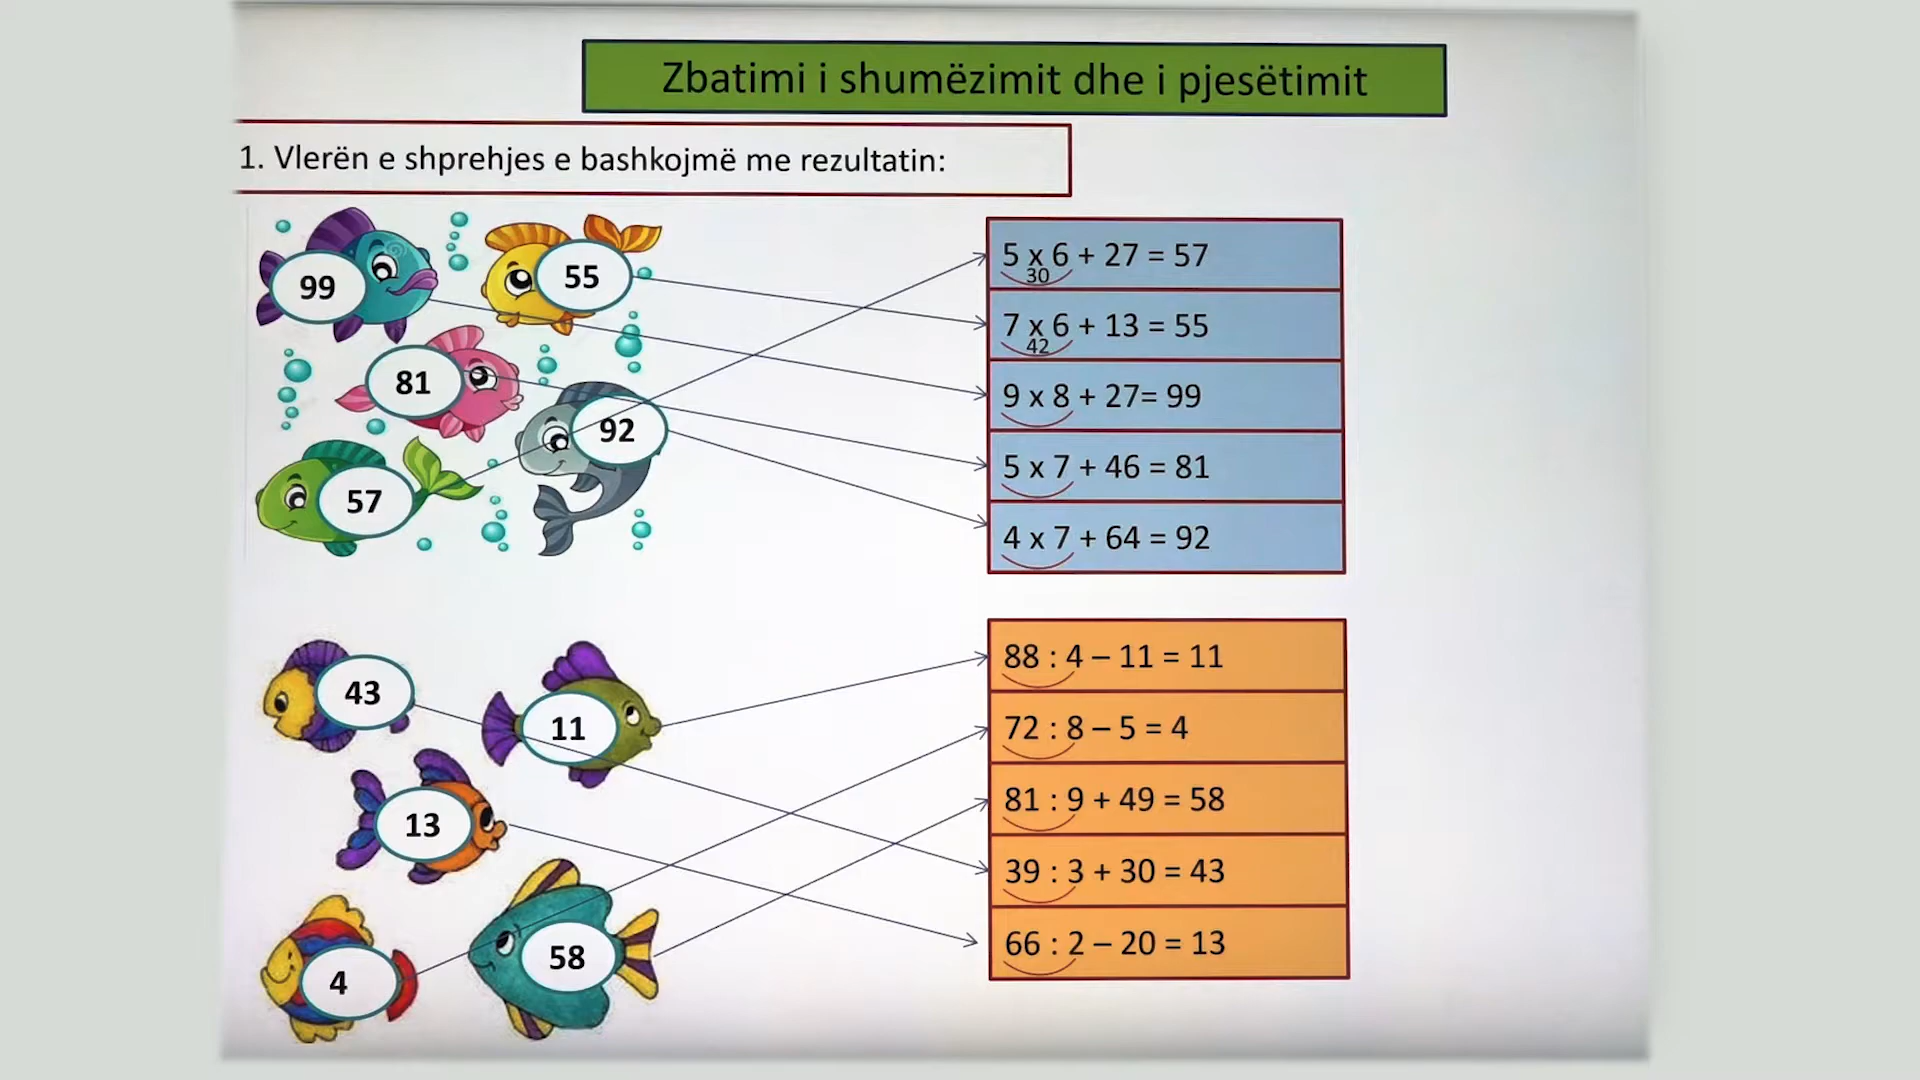 Zbatimi i shumëzimit dhe i pjesëtimit
1. Vlerën e shprehjes e bashkojmë me rezultatin:
99
55
81
92
57
5 x 6 + 27 = 57
30
7 x 6 + 13 = 55
42
9 x 8 + 27= 99
5 x 7 + 46 = 81
4 x 7 + 64 = 92
43
11
13
4
58
88 : 4 – 11 = 11
72 : 8 – 5 = 4
81 : 9 + 49 = 58
39 : 3 + 30 = 43
66 : 2 – 20 = 13